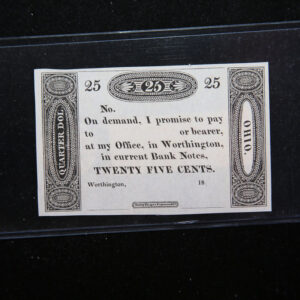 25 25 25
QUARTER DOL.
OHIO.
No.
On demand, I promise to pay
to or bearer,
at my Office, in Worthington,
in current Bank Notes,
TWENTY FIVE CENTS.
Worthington, 18